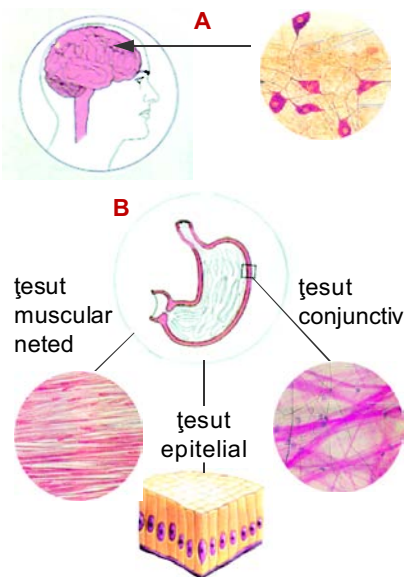 A
B
ţesut
muscular
neted
ţesut
conjunctiv
ţesut
epitelial